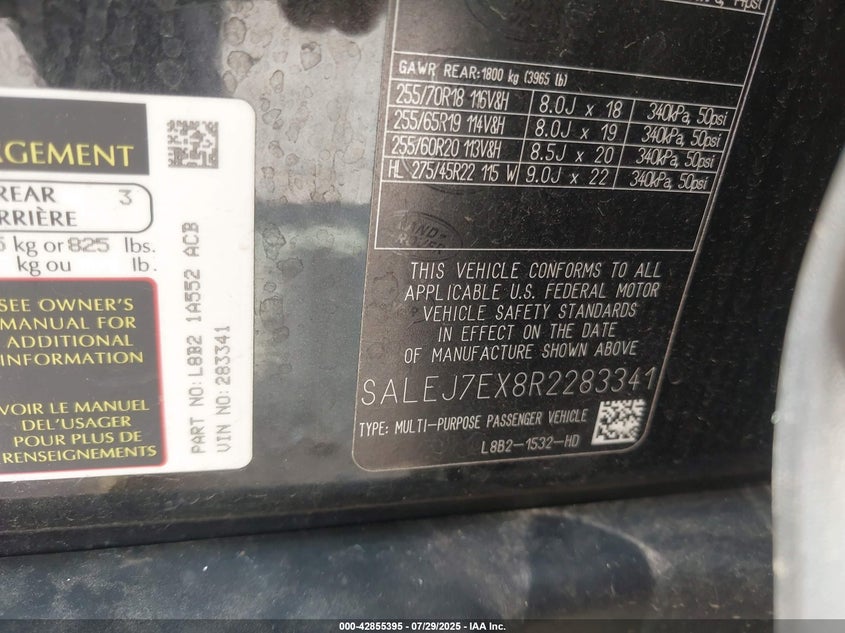 GEMENT
REAR 3
RRIÈRE
kg or 825 lbs.
kg ou lb.
SEE OWNER'S
MANUAL FOR
ADDITIONAL
INFORMATION
VOIR LE MANUEL
DEL'USAGER
POUR PLUS DE
RENSEIGNEMENTS
PART NO: L8B2 1A552 ACB
VIN NO: 283341
GAWR REAR:1800 kg (3965 lb)
255/70R18 116V&H 8.0J x 18 340kPa, 50psi
255/65R19 114V&H 8.0J x 19 340kPa, 50psi
255/60R20 113V&H 8.5J x 20 340kPa, 50psi
HL 275/45R22 115 W 9.0J x 22 340kPa, 50psi
LAND ROVER
THIS VEHICLE CONFORMS TO ALL
APPLICABLE U.S. FEDERAL MOTOR
VEHICLE SAFETY STANDARDS
IN EFFECT ON THE DATE
OF MANUFACTURE SHOWN ABOVE
SALEJ7EX8R2283341
TYPE: MULTI-PURPOSE PASSENGER VEHICLE
L8B2-1532-HD
000-42855395 - 07/29/2025 - IAA Inc.